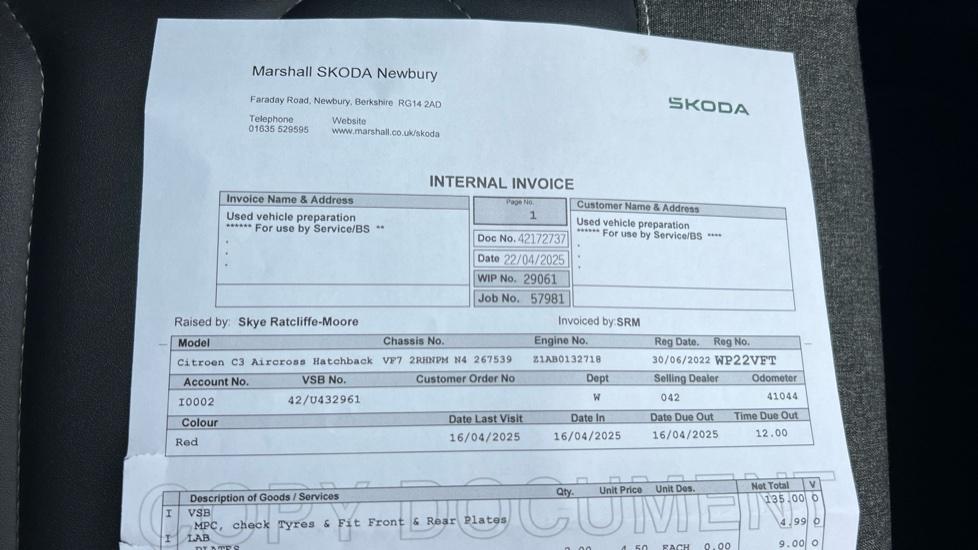 Marshall SKODA Newbury
Faraday Road, Newbury, Berkshire RG14 2AD
Telephone Website
01635 529595 www.marshall.co.uk/skoda
ŠKODA
INTERNAL INVOICE
Invoice Name & Address
Used vehicle preparation
****** For use by Service/BS **
.
.
.
Page No.
1
Doc No. 42172737
Date 22/04/2025
WIP No. 29061
Job No. 57981
Customer Name & Address
Used vehicle preparation
****** For use by Service/BS ****
.
.
Raised by: Skye Ratcliffe-Moore Invoiced by:SRM
Model Chassis No. Engine No. Reg Date. Reg No.
Citroen C3 Aircross Hatchback VF7 2RHNPM N4 267539 Z1AB0132718 30/06/2022 WP22VFT
Account No. VSB No. Customer Order No Dept Selling Dealer Odometer
I0002 42/U432961 W 042 41044
Colour Date Last Visit Date In Date Due Out Time Due Out
Red 16/04/2025 16/04/2025 16/04/2025 12.00
COPY DOCUMENT
Description of Goods / Services Qty. Unit Price Unit Des. Net Total V
I VSB 135.00 0
MPC, check Tyres & Fit Front & Rear Plates 4.99 0
I LAB
PLATES 4.50 EACH 0.00 9.00 0